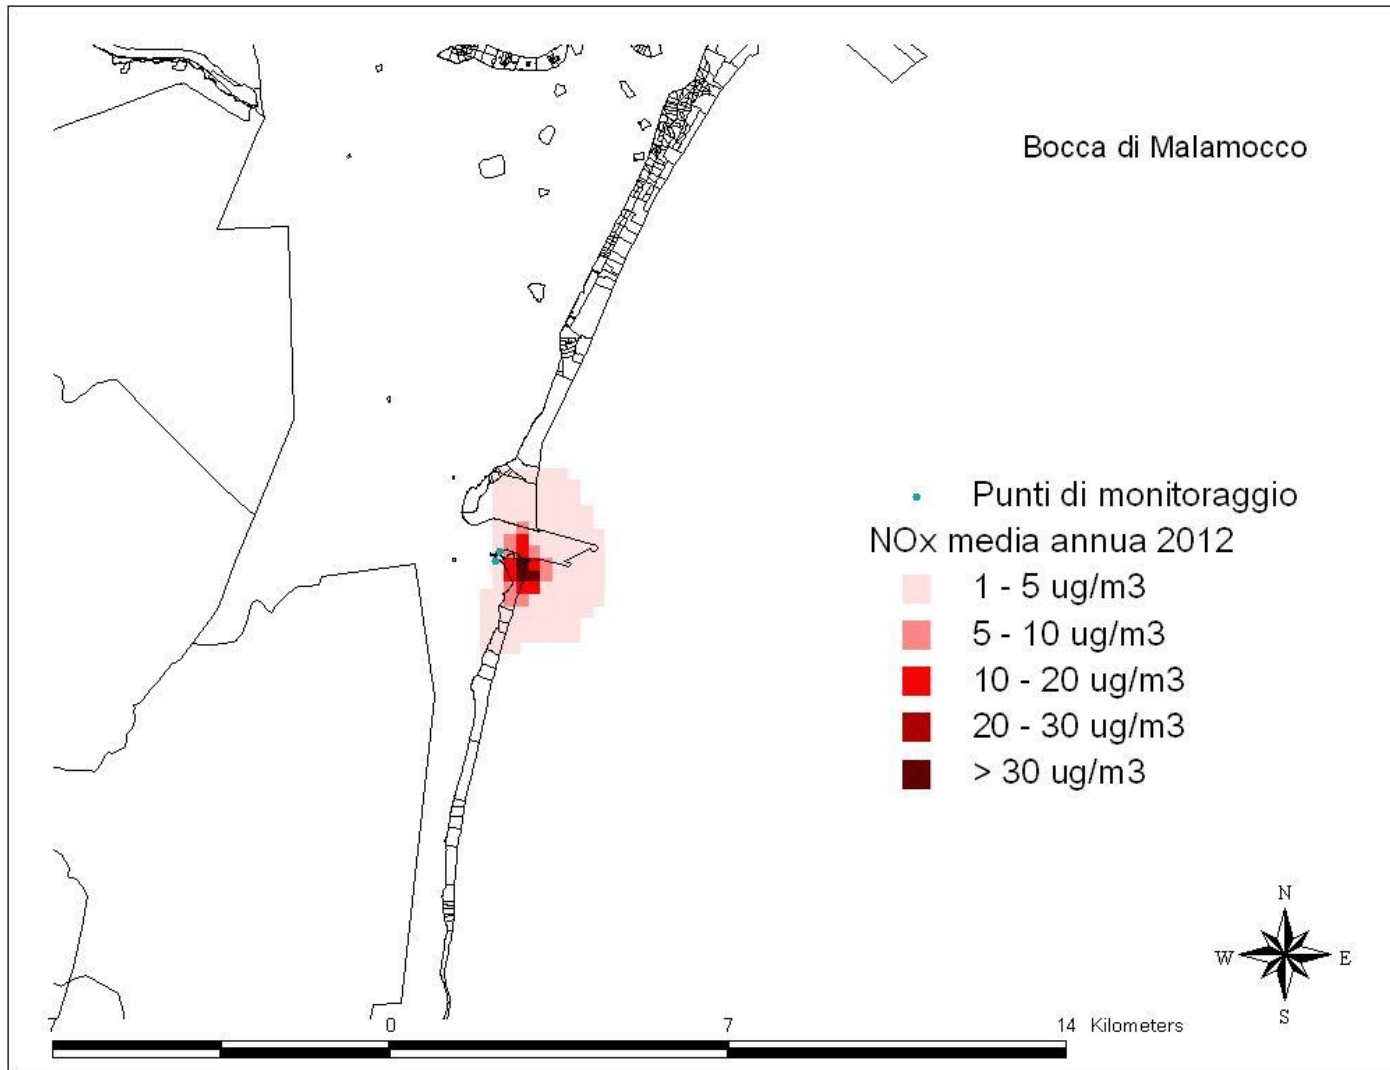 Bocca di Malamocco
Punti di monitoraggio
NOx media annua 2012
1 - 5 ug/m3
5 - 10 ug/m3
10 - 20 ug/m3
20 - 30 ug/m3
> 30 ug/m3
N
W E
S
7 0 7 14 Kilometers